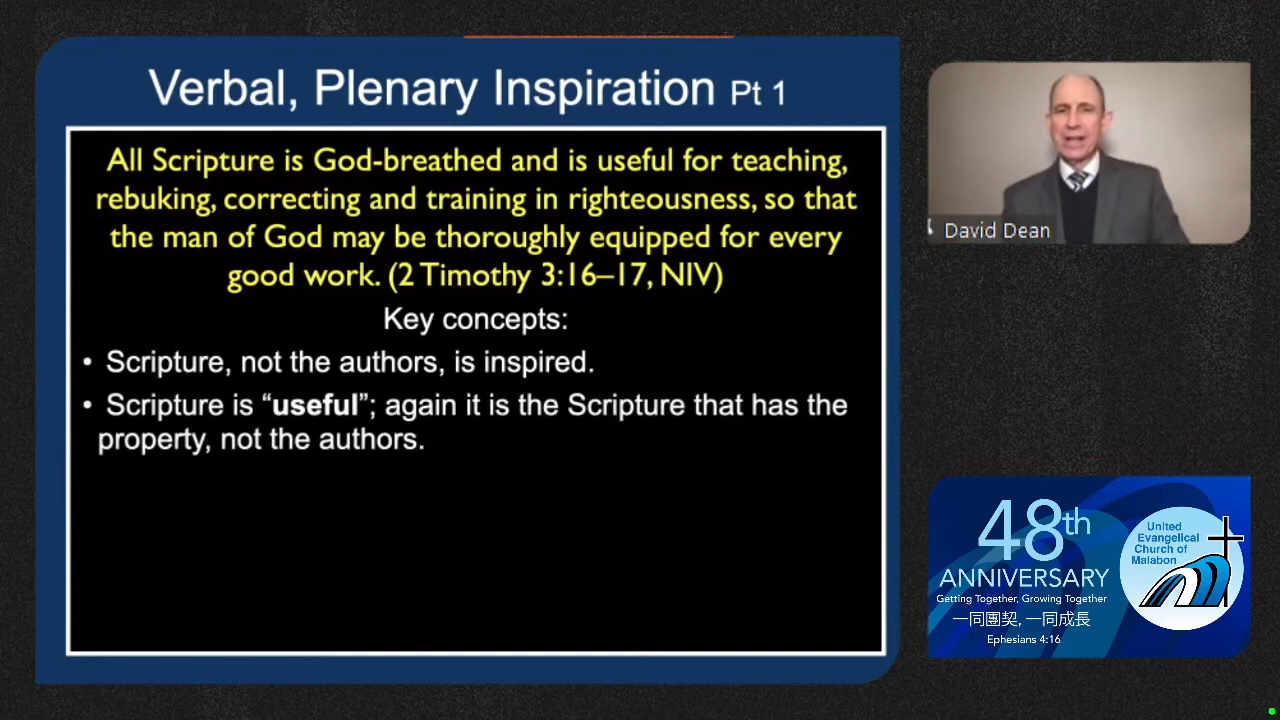 Verbal, Plenary Inspiration Pt 1
All Scripture is God-breathed and is useful for teaching,
rebuking, correcting and training in righteousness, so that
the man of God may be thoroughly equipped for every
good work. (2 Timothy 3:16–17, NIV)
Key concepts:
• Scripture, not the authors, is inspired.
• Scripture is “useful”; again it is the Scripture that has the
property, not the authors.
David Dean
48th
ANNIVERSARY
Getting Together, Growing Together
一同團契, 一同成長
Ephesians 4:16
United
Evangelical
Church of
Malabon